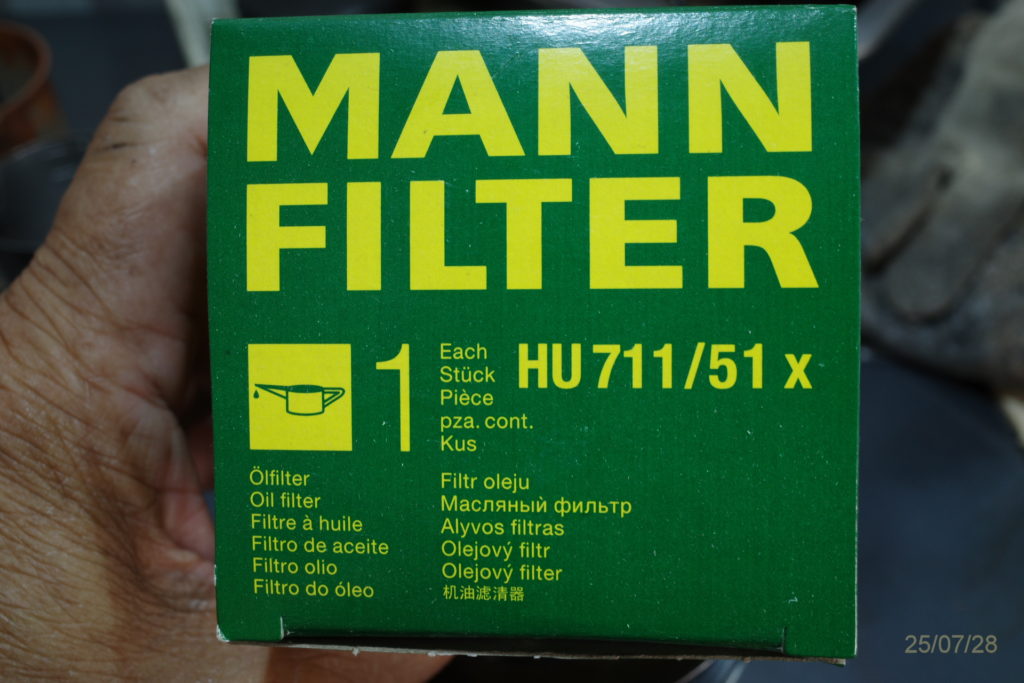 MANN
FILTER
1
Each
Stück
Pièce
pza. cont.
Kus
HU 711/51 x
Ölfilter
Oil filter
Filtre à huile
Filtro de aceite
Filtro olio
Filtro do óleo
Filtr oleju
Масляный фильтр
Alyvos filtras
Olejový filtr
Olejový filter
机油滤清器
25/07/28